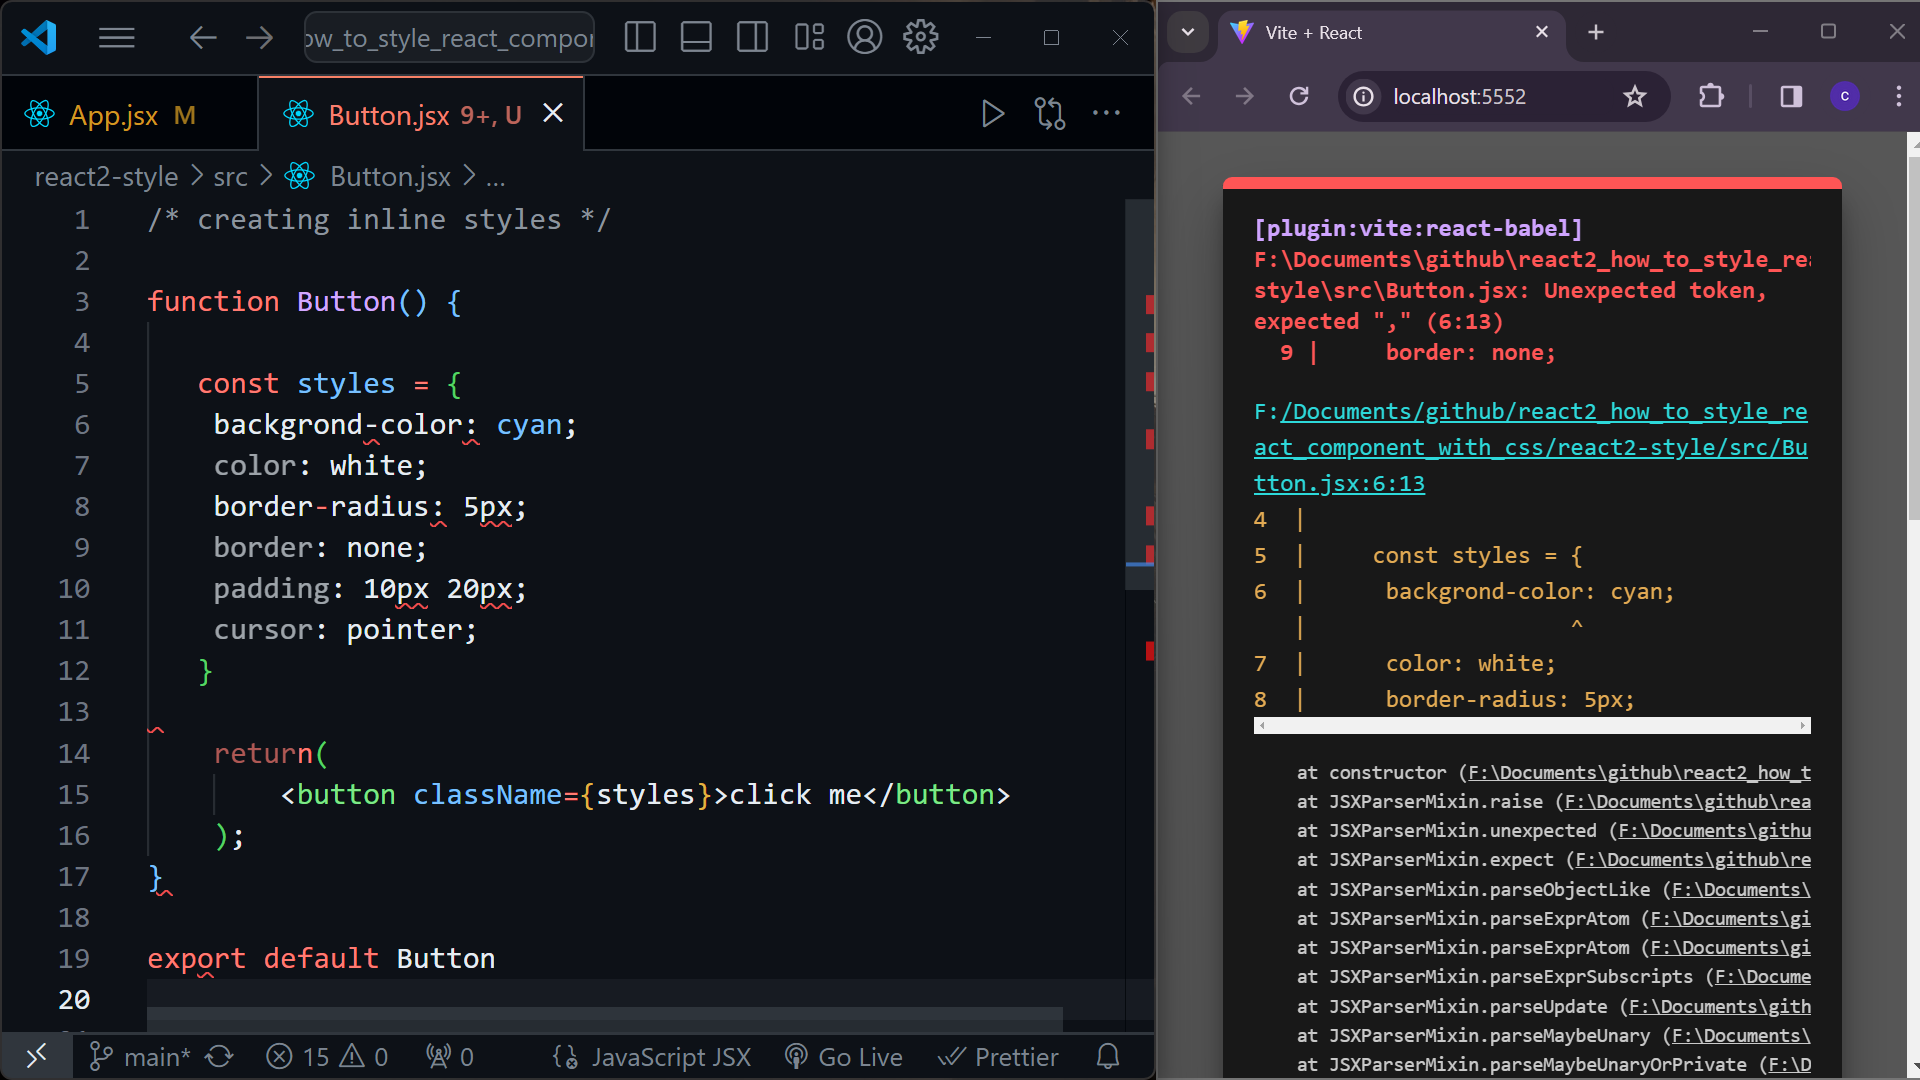 ow_to_style_react_compor
App.jsx M
Button.jsx 9+, U
react2-style > src > Button.jsx > ...
1 /* creating inline styles */
2
3 function Button() {
4
5 const styles = {
6 backgrond-color: cyan;
7 color: white;
8 border-radius: 5px;
9 border: none;
10 padding: 10px 20px;
11 cursor: pointer;
12 }
13
14 return(
15 <button className={styles}>click me</button>
16 );
17 }
18
19 export default Button
20
main* 15 0 0 JavaScript JSX Go Live Prettier
Vite + React
localhost:5552
c
[plugin:vite:react-babel]
F:\Documents\github\react2_how_to_style_rea
style\src\Button.jsx: Unexpected token,
expected "," (6:13)
9 | border: none;
F:/Documents/github/react2_how_to_style_re
act_component_with_css/react2-style/src/Bu
tton.jsx:6:13
4 |
5 | const styles = {
6 | backgrond-color: cyan;
| ^
7 | color: white;
8 | border-radius: 5px;
at constructor (F:\Documents\github\react2_how_t
at JSXParserMixin.raise (F:\Documents\github\rea
at JSXParserMixin.unexpected (F:\Documents\githu
at JSXParserMixin.expect (F:\Documents\github\re
at JSXParserMixin.parseObjectLike (F:\Documents\
at JSXParserMixin.parseExprAtom (F:\Documents\gi
at JSXParserMixin.parseExprAtom (F:\Documents\gi
at JSXParserMixin.parseExprSubscripts (F:\Docume
at JSXParserMixin.parseUpdate (F:\Documents\gith
at JSXParserMixin.parseMaybeUnary (F:\Documents\
at JSXParserMixin.parseMaybeUnaryOrPrivate (F:\D